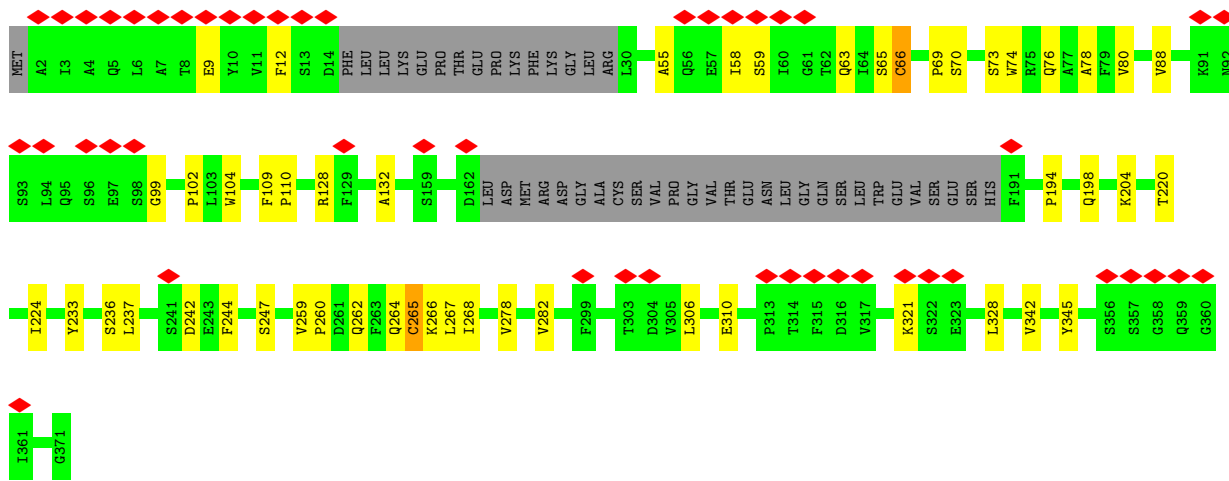 MET A2 I3 A4 Q5 L6 A7 T8 E9 Y10 V11 F12 S13 D14 PHE LEU LEU LYS GLU PRO THR GLU PRO LYS PHE LYS GLY LEU ARG L30 A55 Q56 E57 I58 S59 I60 G61 T62 Q63 I64 S65 C66 P69 S70 S73 W74 R75 Q76 A77 A78 F79 V80 V88 K91 N92
S93 L94 Q95 S96 E97 S98 G99 P102 L103 W104 F109 P110 R128 F129 A132 S159 D162 LEU ASP MET ARG ASP GLY ALA CYS SER VAL PRO GLY VAL THR GLU ASN LEU GLY GLN SER LEU TRP GLU VAL SER GLU SER HIS F191 P194 Q198 K204 T220
I224 Y233 S236 L237 S241 D242 E243 F244 S247 V259 P260 D261 Q262 F263 Q264 C265 K266 L267 I268 V278 V282 F299 T303 D304 V305 L306 E310 P313 T314 F315 D316 V317 K321 S322 E323 L328 V342 Y345 S356 S357 G358 Q359 G360
I361 G371